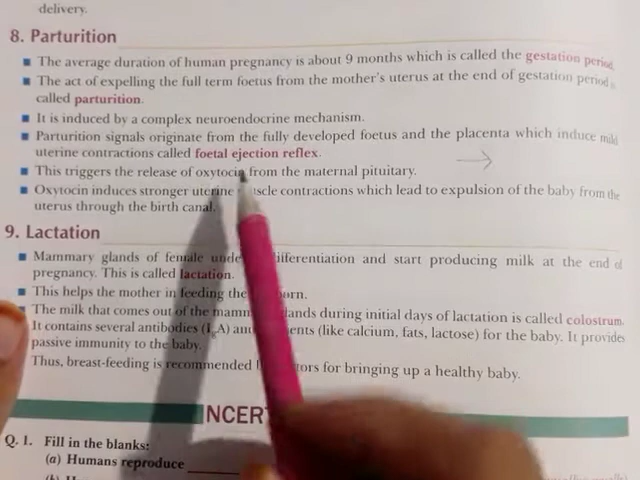 delivery.
8. Parturition
The average duration of human pregnancy is about 9 months which is called the gestation period.
The act of expelling the full term foetus from the mother's uterus at the end of gestation period is
called parturition.
It is induced by a complex neuroendocrine mechanism.
Parturition signals originate from the fully developed foetus and the placenta which induce mild
uterine contractions called foetal ejection reflex.
This triggers the release of oxytocin from the maternal pituitary.
Oxytocin induces stronger uterine muscle contractions which lead to expulsion of the baby from the
uterus through the birth canal.
9. Lactation
Mammary glands of female differentiation and start producing milk at the end of
pregnancy. This is called lactation.
This helps the mother in feeding the
The milk that comes out of the during initial days of lactation is called colostrum.
It contains several antibodies (IgA) (like calcium, fats, lactose) for the baby. It provides
passive immunity to the baby.
Thus, breast-feeding is recommended for bringing up a healthy baby.
NCERT
Q. 1. Fill in the blanks:
(a) Humans reproduce